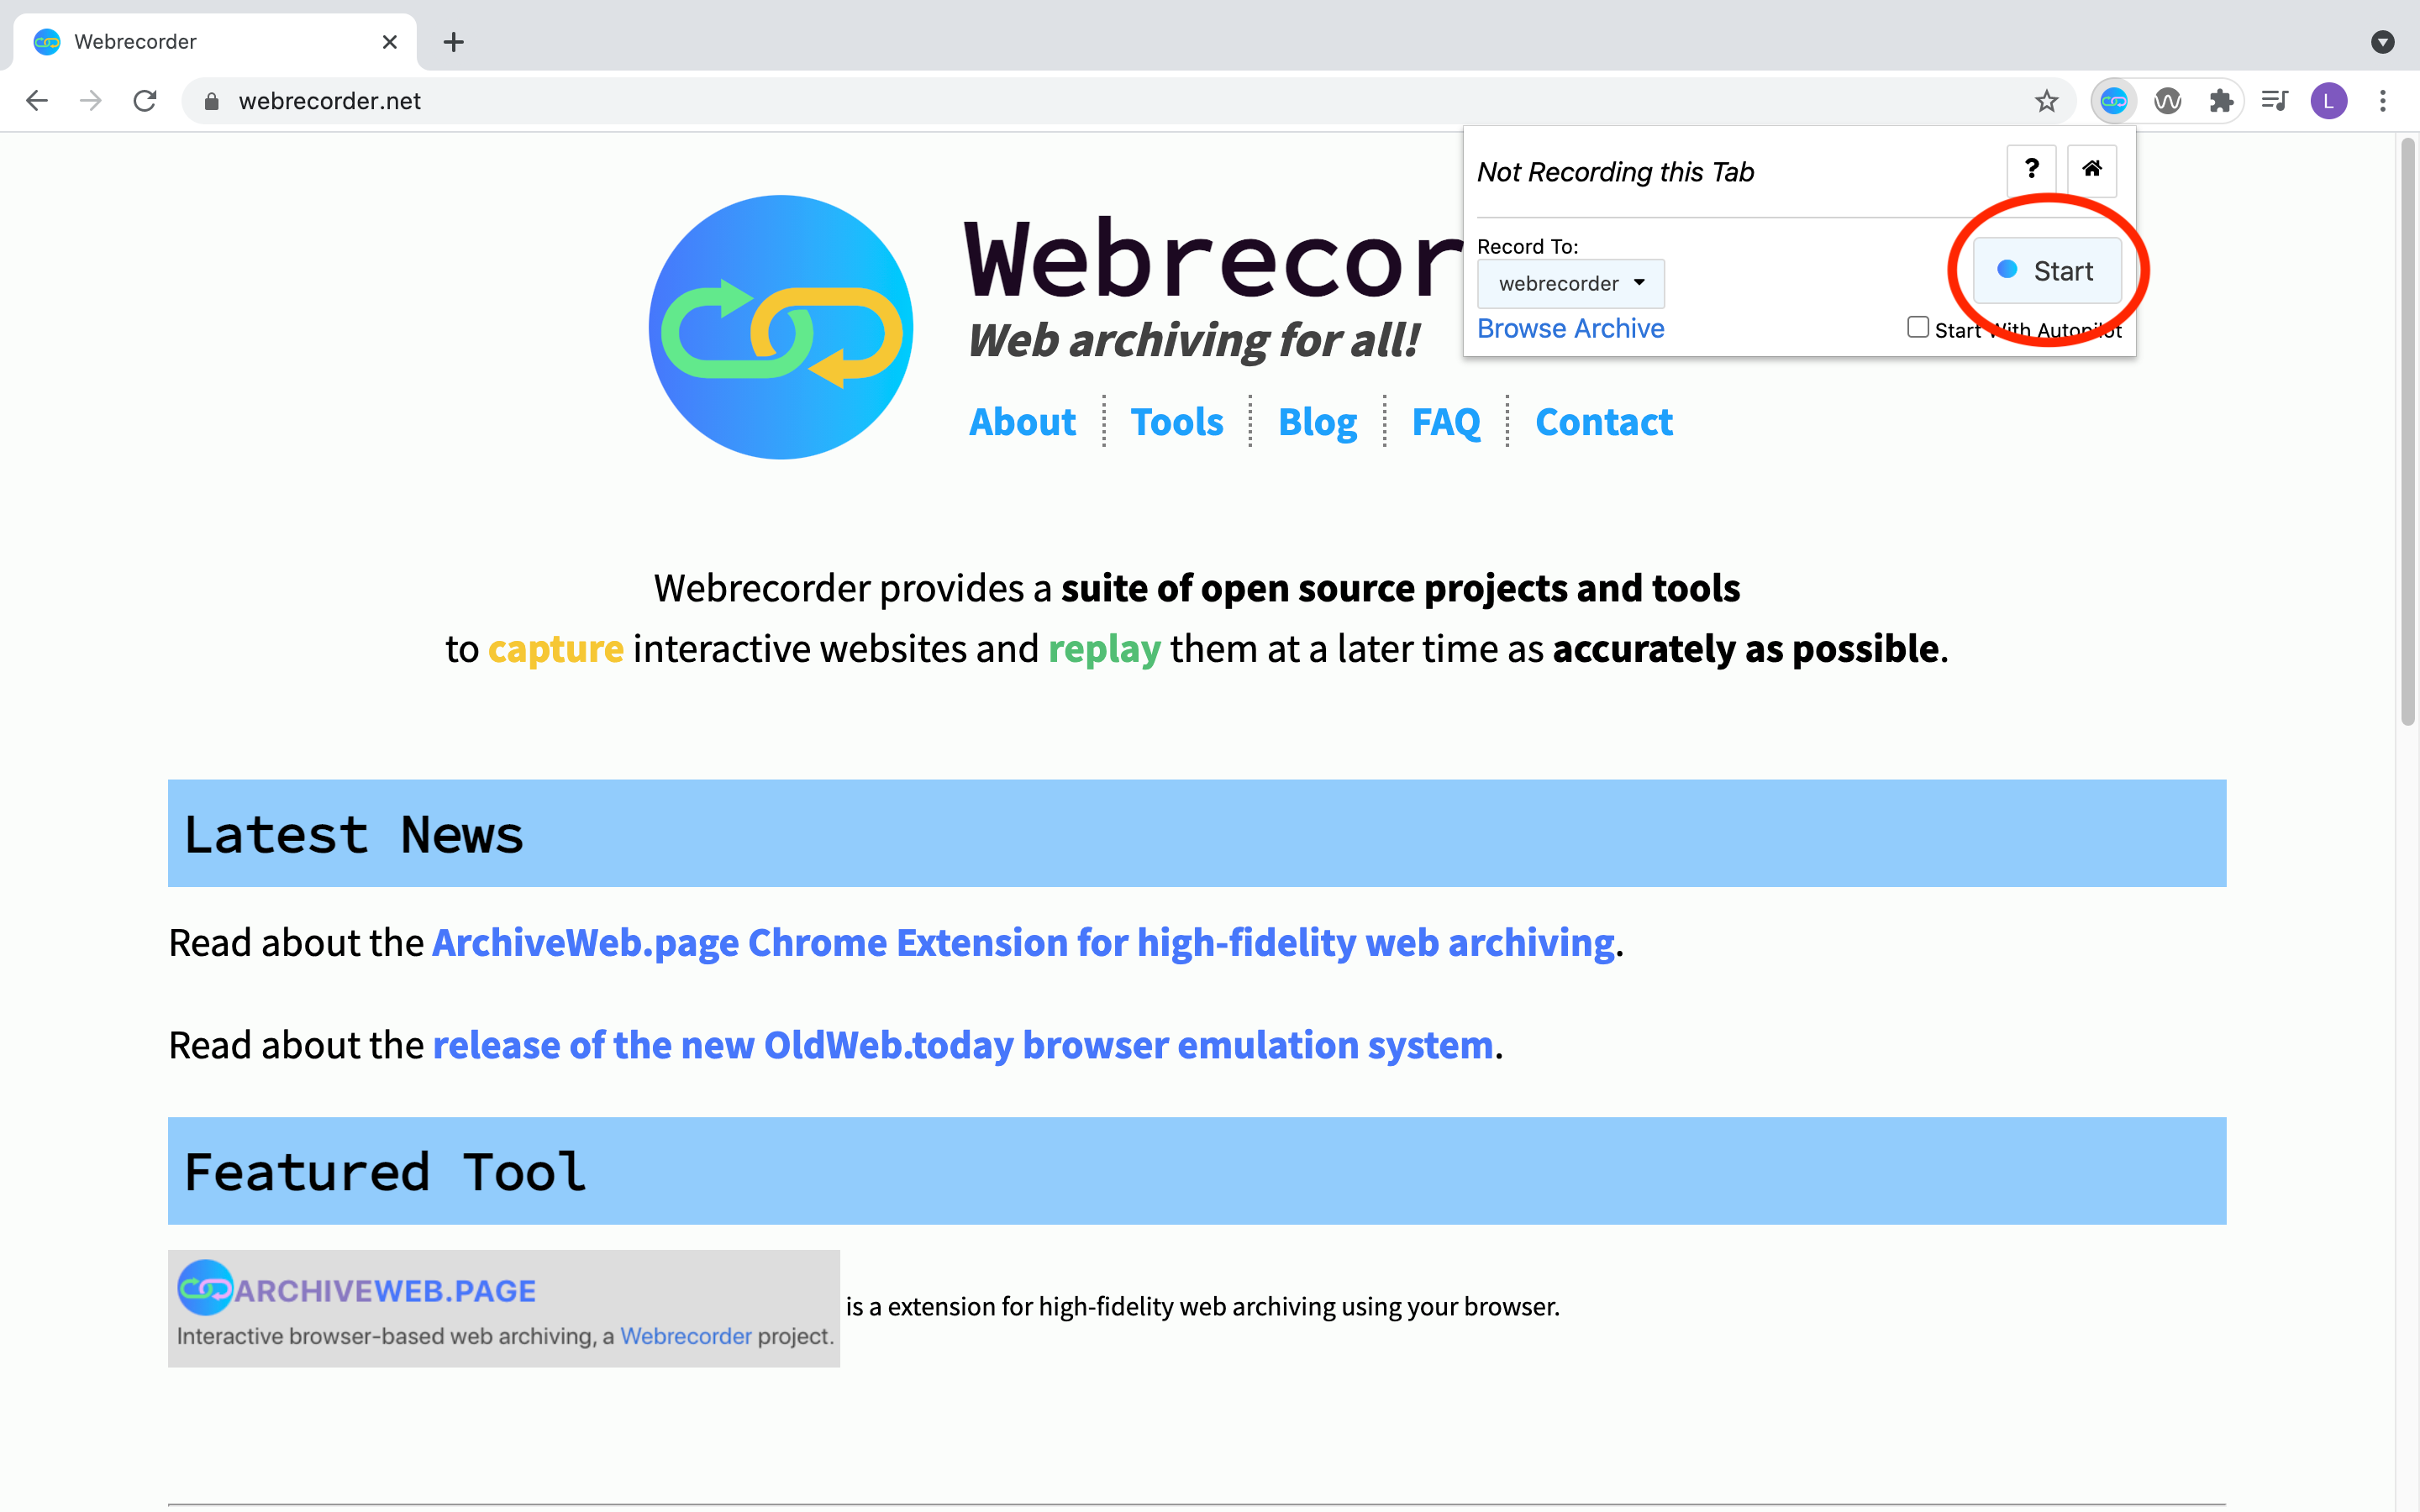 Webrecorder
webrecorder.net
L
Not Recording this Tab
?
Record To:
webrecorder
Start
Browse Archive
Start With Autopilot
Webrecor
Web archiving for all!
About Tools Blog FAQ Contact
Webrecorder provides a suite of open source projects and tools
to capture interactive websites and replay them at a later time as accurately as possible.
Latest News
Read about the ArchiveWeb.page Chrome Extension for high-fidelity web archiving.
Read about the release of the new OldWeb.today browser emulation system.
Featured Tool
ARCHIVEWEB.PAGE
Interactive browser-based web archiving, a Webrecorder project.
is a extension for high-fidelity web archiving using your browser.